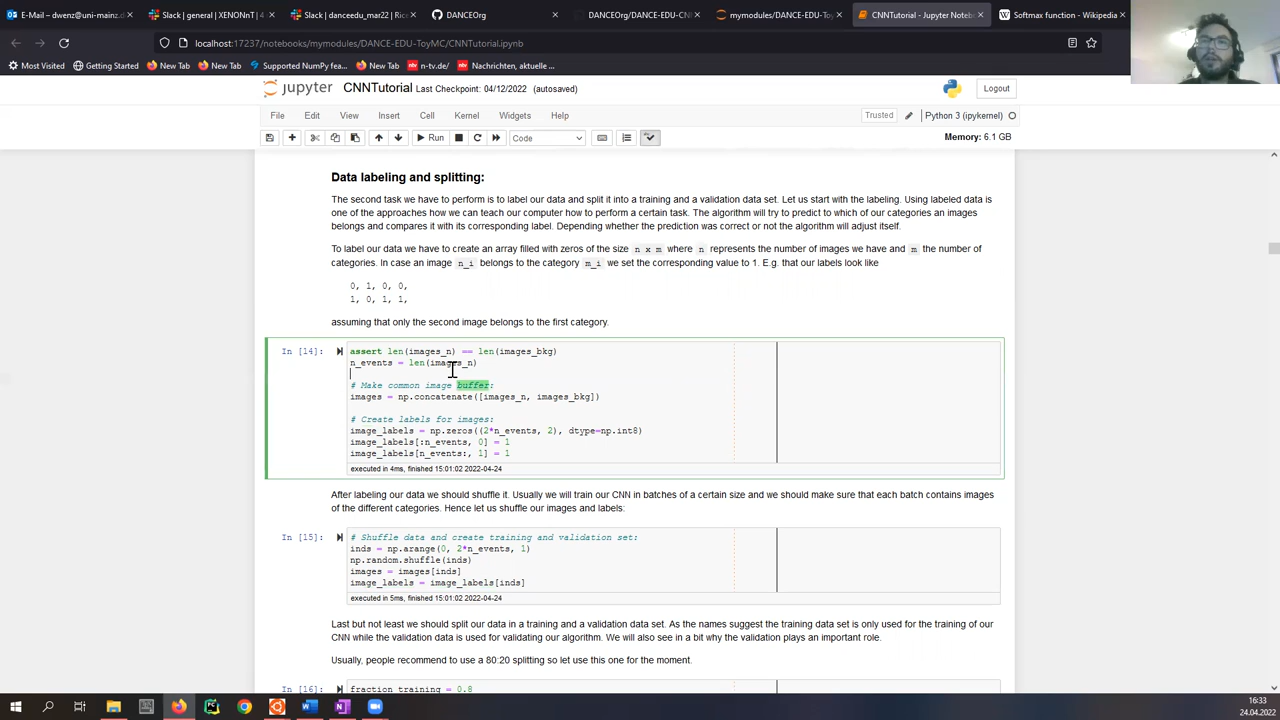 E-Mail – dwenz@uni-mainz.d
Slack | general | XENONnT | 4
Slack | danceedu_mar22 | Ric
DANCEOrg
DANCEOrg/DANCE-EDU-CN
mymodules/DANCE-EDU-Toy
CNNTutorial - Jupyter Noteb
Softmax function - Wikipedia
localhost:17237/notebooks/mymodules/DANCE-EDU-ToyMC/CNNTutorial.ipynb
Most Visited
Getting Started
New Tab
New Tab
Supported NumPy fea...
New Tab
n-tv.de/
Nachrichten, aktuelle ...
jupyter CNNTutorial Last Checkpoint: 04/12/2022 (autosaved)
Logout
File Edit View Insert Cell Kernel Widgets Help
Trusted
Python 3 (ipykernel)
Run
Code
Memory: 6.1 GB
Data labeling and splitting:
The second task we have to perform is to label our data and split it into a training and a validation data set. Let us start with the labeling. Using labeled data is
one of the approaches how we can teach our computer how to perform a certain task. The algorithm will try to predict to which of our categories an images
belongs and compares it with its corresponding label. Depending whether the prediction was correct or not the algorithm will adjust itself.
To label our data we have to create an array filled with zeros of the size n x m where n represents the number of images we have and m the number of
categories. In case an image n_i belongs to the category m_i we set the corresponding value to 1. E.g. that our labels look like
0, 1, 0, 0,
1, 0, 1, 1,
assuming that only the second image belongs to the first category.
In [14]:
assert len(images_n) == len(images_bkg)
n_events = len(images_n)
# Make common image buffer:
images = np.concatenate([images_n, images_bkg])
# Create labels for images:
image_labels = np.zeros((2*n_events, 2), dtype=np.int8)
image_labels[:n_events, 0] = 1
image_labels[n_events:, 1] = 1
executed in 4ms, finished 15:01:02 2022-04-24
After labeling our data we should shuffle it. Usually we will train our CNN in batches of a certain size and we should make sure that each batch contains images
of the different categories. Hence let us shuffle our images and labels:
In [15]:
# Shuffle data and create training and validation set:
inds = np.arange(0, 2*n_events, 1)
np.random.shuffle(inds)
images = images[inds]
image_labels = image_labels[inds]
executed in 5ms, finished 15:01:02 2022-04-24
Last but not least we should split our data in a training and a validation data set. As the names suggest the training data set is only used for the training of our
CNN while the validation data is used for validating our algorithm. We will also see in a bit why the validation plays an important role.
Usually, people recommend to use a 80:20 splitting so let use this one for the moment.
In [16]:
fraction_training = 0.8
16:33
24.04.2022